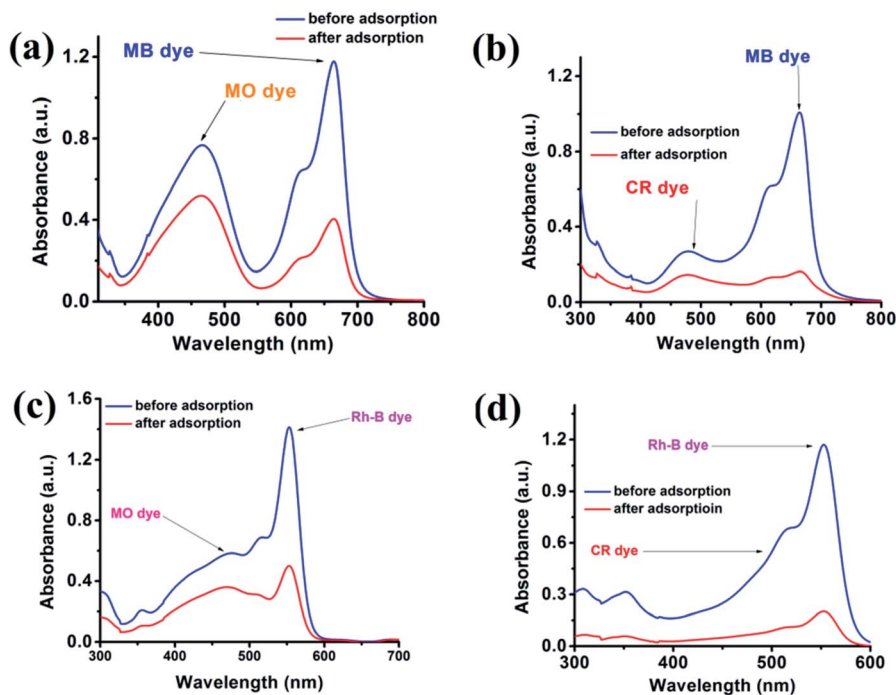 (a)
before adsorption
after adsorption
MB dye
MO dye
Absorbance (a.u.)
1.2
0.8
0.4
0.0
400 500 600 700 800
Wavelength (nm)
(b)
MB dye
before adsorption
after adsorption
CR dye
Absorbance (a.u.)
1.2
0.9
0.6
0.3
0.0
300 400 500 600 700 800
Wavelength (nm)
(c)
before adsorption
after adsorption
Rh-B dye
MO dye
Absorbance (a.u.)
1.6
1.2
0.8
0.4
0.0
300 400 500 600 700
Wavelength (nm)
(d)
Rh-B dye
before adsorption
after adsorptioin
CR dye
Absorbance (a.u.)
1.2
0.9
0.6
0.3
0.0
300 400 500 600
Wavelength (nm)